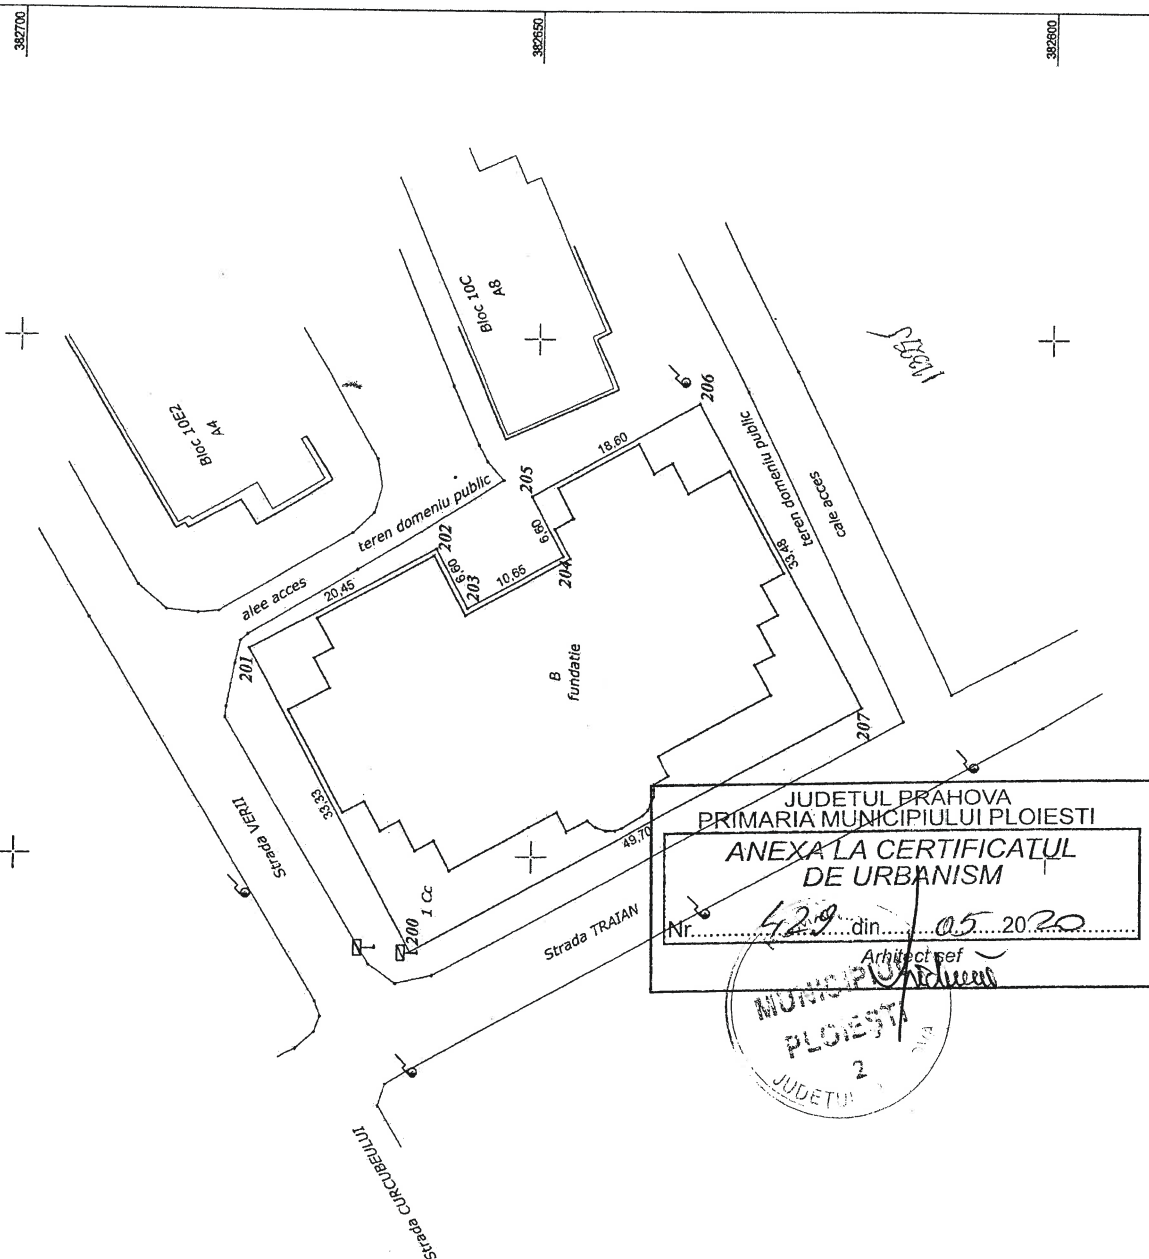 382700
382650
382600
Bloc 10C
A8
Bloc 10E2
A4
206
18,60
205
teren domeniu public
teren domeniu public
cale acces
202
6,60
6,60
203
10,65
204
33,48
alee acces
20,45
201
B
fundatie
207
33,33
Strada VERII
49,70
1 Cc
200
Strada TRAIAN
JUDETUL PRAHOVA
PRIMARIA MUNICIPIULUI PLOIESTI
ANEXA LA CERTIFICATUL
DE URBANISM
Nr. 429 din 05 2020
Arhitect sef
MUNICIPIUL
PLOIEȘTI
2
JUDEȚUL
Strada CURCUBEULUI